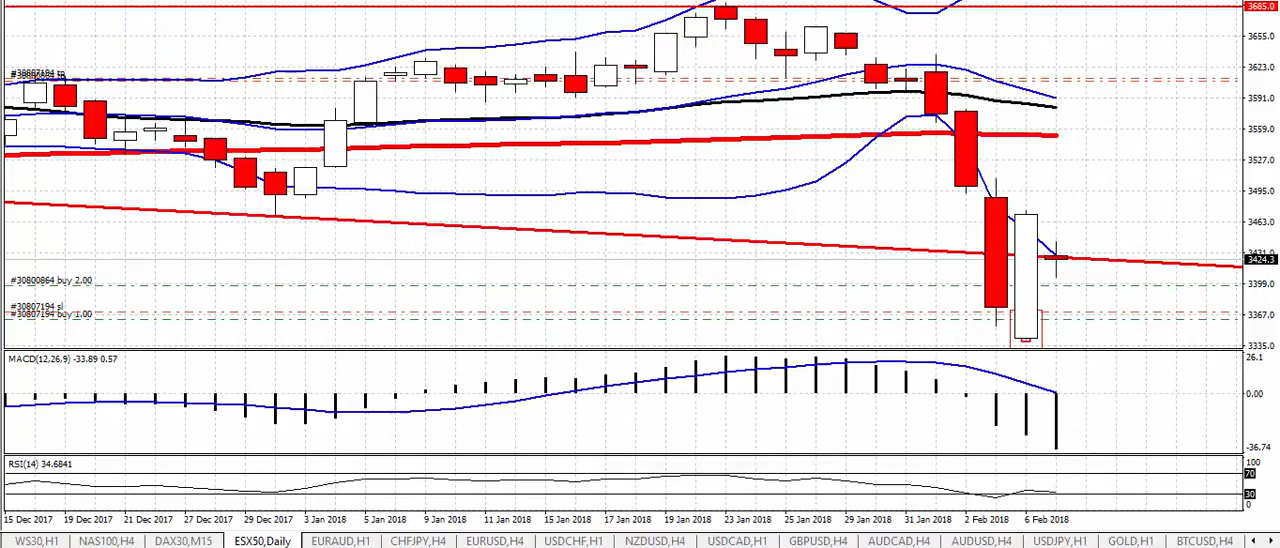 3685.0
3655.0
#30807194 tp
3623.0
3591.0
3559.0
3527.0
3495.0
3463.0
3431.0
3424.3
#30800864 buy 2.00
3399.0
#30807194 sl
#30807194 buy 1.00
3367.0
3335.0
MACD(12,26,9) -33.89 0.57
26.1
0.00
-36.74
RSI(14) 34.6841
100
70
30
0
15 Dec 2017 19 Dec 2017 21 Dec 2017 27 Dec 2017 29 Dec 2017 3 Jan 2018 5 Jan 2018 9 Jan 2018 11 Jan 2018 15 Jan 2018 17 Jan 2018 19 Jan 2018 23 Jan 2018 25 Jan 2018 29 Jan 2018 31 Jan 2018 2 Feb 2018 6 Feb 2018
WS30,H1 NAS100,H4 DAX30,M15 ESX50,Daily EURAUD,H1 CHFJPY,H4 EURUSD,H4 USDCHF,H1 NZDUSD,H4 USDCAD,H1 GBPUSD,H4 AUDCAD,H4 AUDUSD,H4 USDJPY,H1 GOLD,H1 BTCUSD,H4